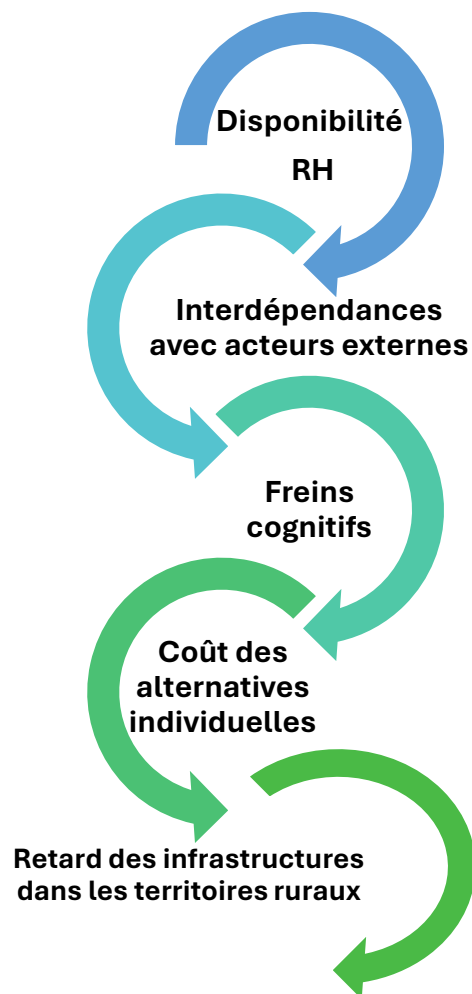 Disponibilité
RH
Interdépendances
avec acteurs externes
Freins
cognitifs
Coût des
alternatives
individuelles
Retard des infrastructures
dans les territoires ruraux